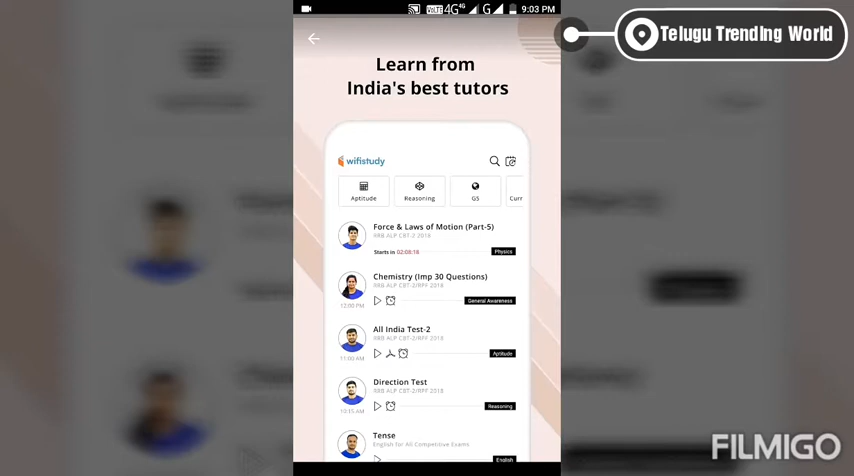 VoLTE 4G 4G G 9:03 PM
Telugu Trending World
Learn from
India's best tutors
wifistudy
Aptitude
Reasoning
GS
Curr
Force & Laws of Motion (Part-5)
RRB ALP CBT-2 2018
Starts in 02:08:18
Physics
Chemistry (Imp 30 Questions)
RRB ALP CBT-2/RPF 2018
12:00 PM
General Awareness
All India Test-2
RRB ALP CBT-2/RPF 2018
11:00 AM
Aptitude
Direction Test
RRB ALP CBT-2/RPF 2018
10:15 AM
Reasoning
Tense
English for All Competitive Exams
English
FILMIGO